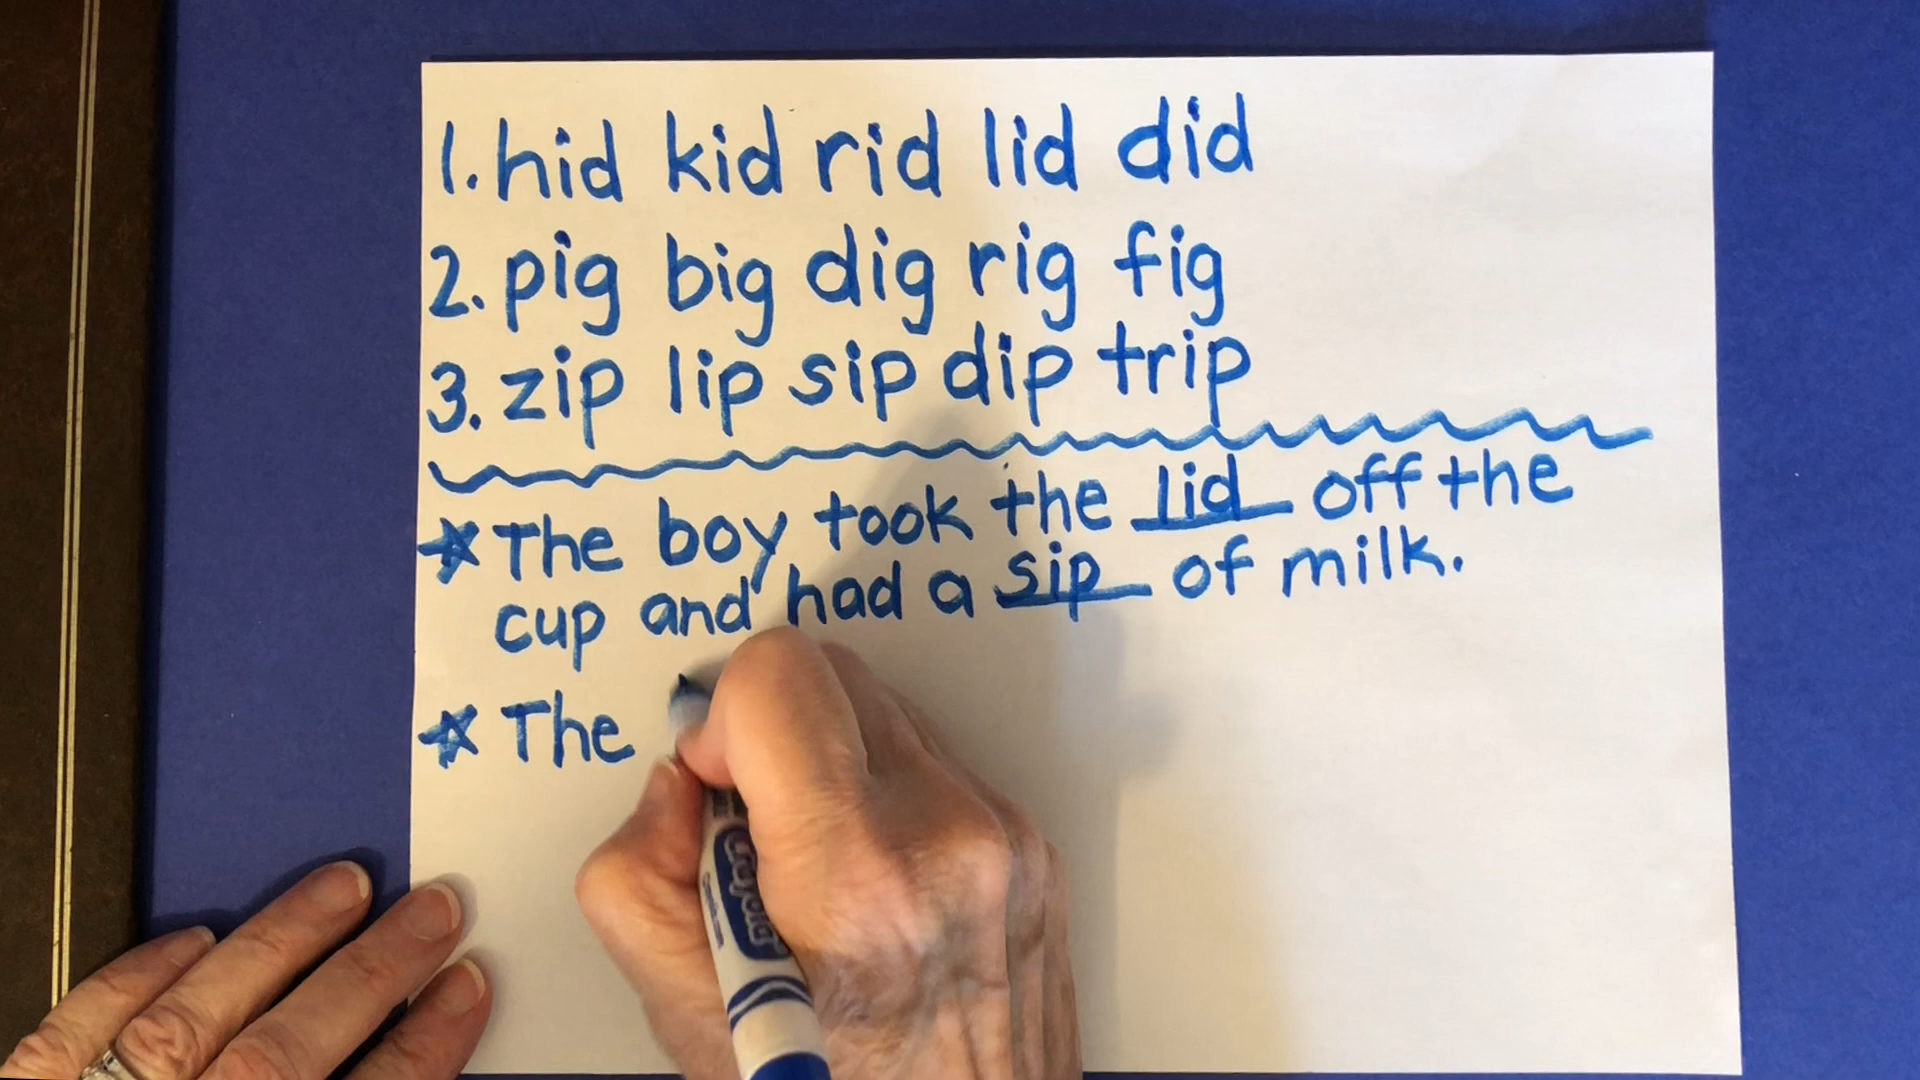 1. hid kid rid lid did
2. pig big dig rig fig
3. zip lip sip dip trip
★ The boy took the lid off the
cup and had a sip of milk.
★ The
Crayola